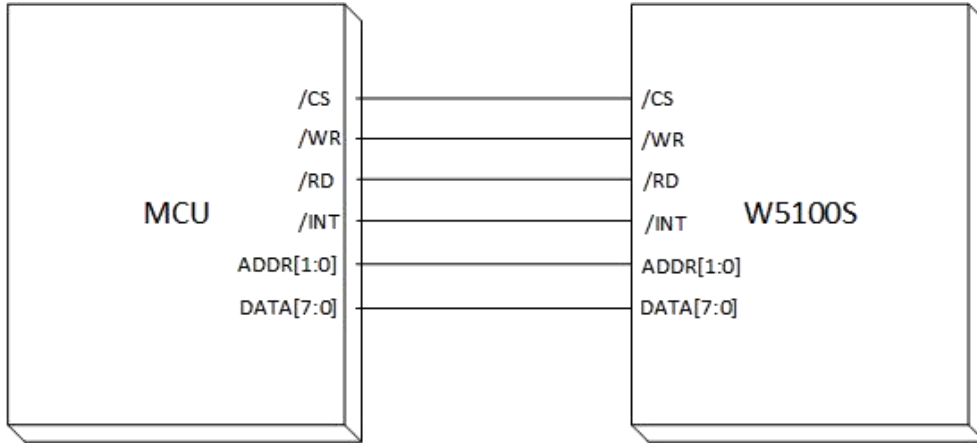 /CS
/WR
/RD
MCU
/INT
ADDR[1:0]
DATA[7:0]
/CS
/WR
/RD
W5100S
/INT
ADDR[1:0]
DATA[7:0]